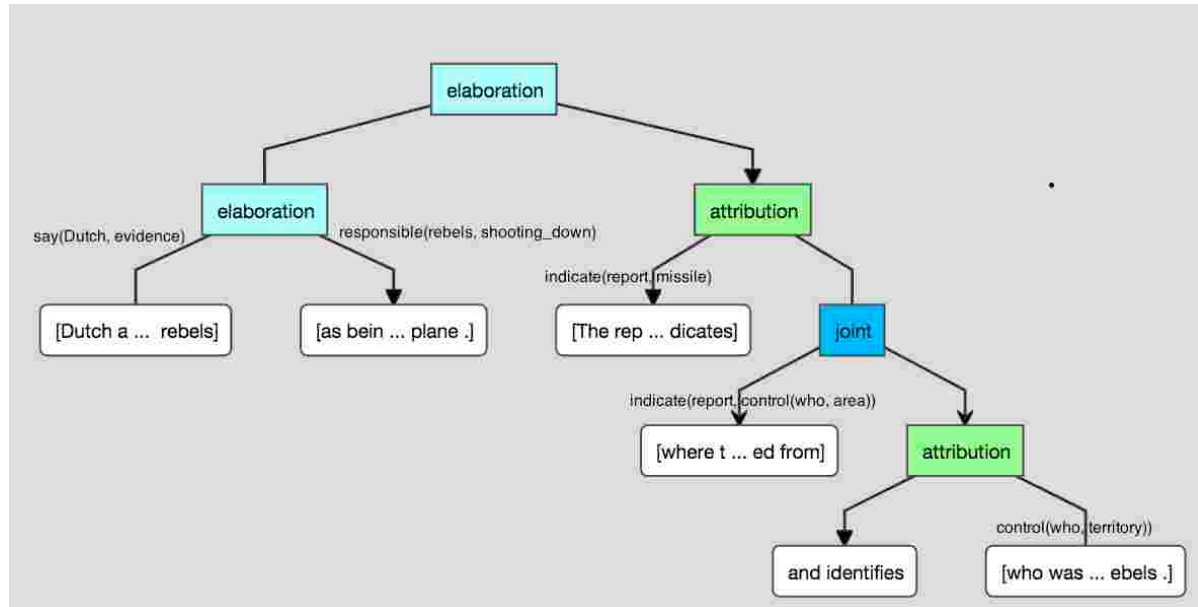 elaboration
elaboration
attribution
say(Dutch, evidence)
responsible(rebels, shooting_down)
indicate(report, missile)
[Dutch a ... rebels]
[as bein ... plane .]
[The rep ... dicates]
joint
indicate(report, control(who, area))
[where t ... ed from]
attribution
control(who, territory))
and identifies
[who was ... ebels .]